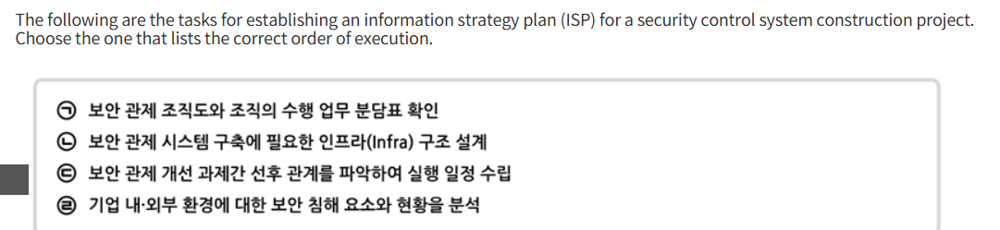 The following are the tasks for establishing an information strategy plan (ISP) for a security control system construction project.
Choose the one that lists the correct order of execution.
㉠ 보안 관제 조직도와 조직의 수행 업무 분담표 확인
㉡ 보안 관제 시스템 구축에 필요한 인프라(Infra) 구조 설계
㉢ 보안 관제 개선 과제간 선후 관계를 파악하여 실행 일정 수립
㉣ 기업 내·외부 환경에 대한 보안 침해 요소와 현황을 분석